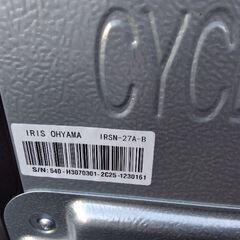 CYC
IRIS OHYAMA IRSN-27A-B
S/N: 540-H3070301-2C25-1230161